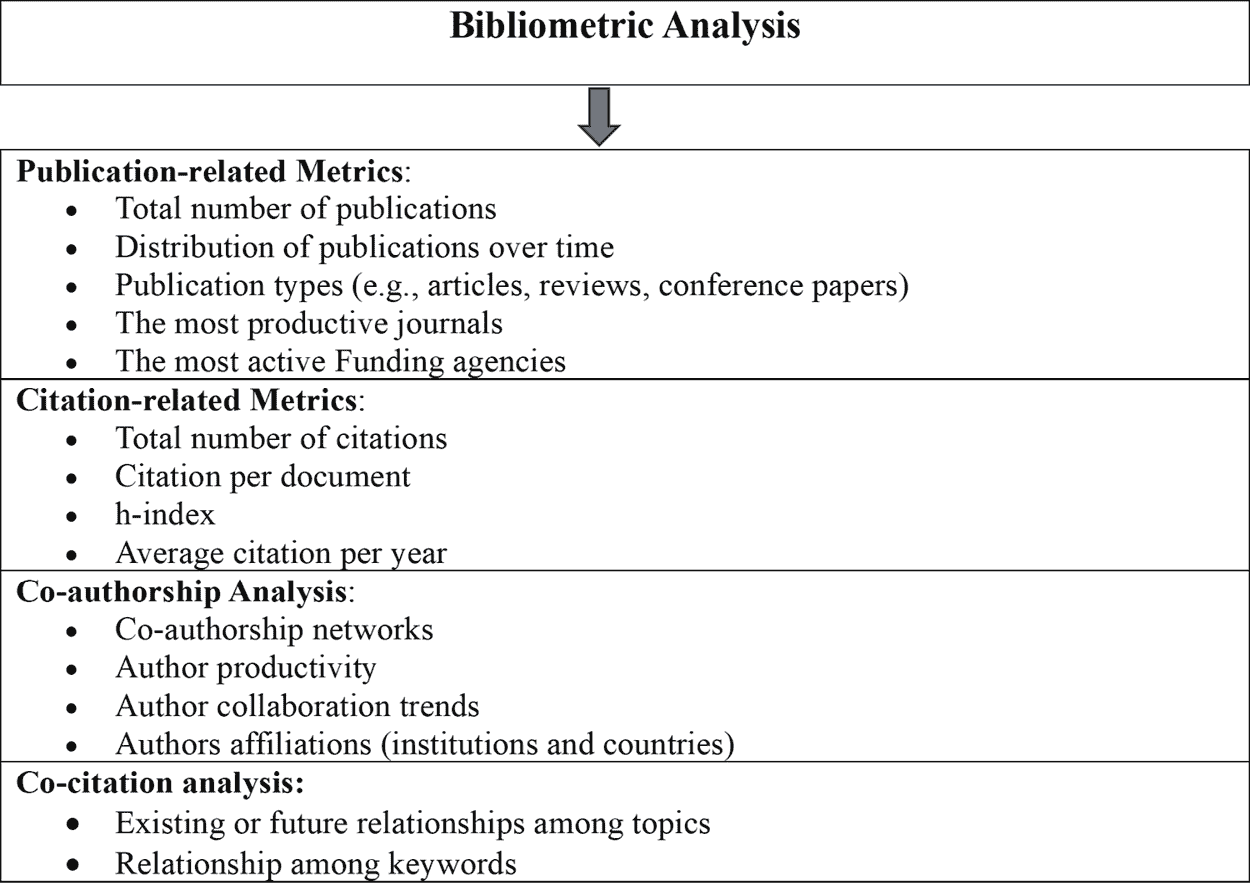 Bibliometric Analysis
Publication-related Metrics:
• Total number of publications
• Distribution of publications over time
• Publication types (e.g., articles, reviews, conference papers)
• The most productive journals
• The most active Funding agencies
Citation-related Metrics:
• Total number of citations
• Citation per document
• h-index
• Average citation per year
Co-authorship Analysis:
• Co-authorship networks
• Author productivity
• Author collaboration trends
• Authors affiliations (institutions and countries)
Co-citation analysis:
• Existing or future relationships among topics
• Relationship among keywords